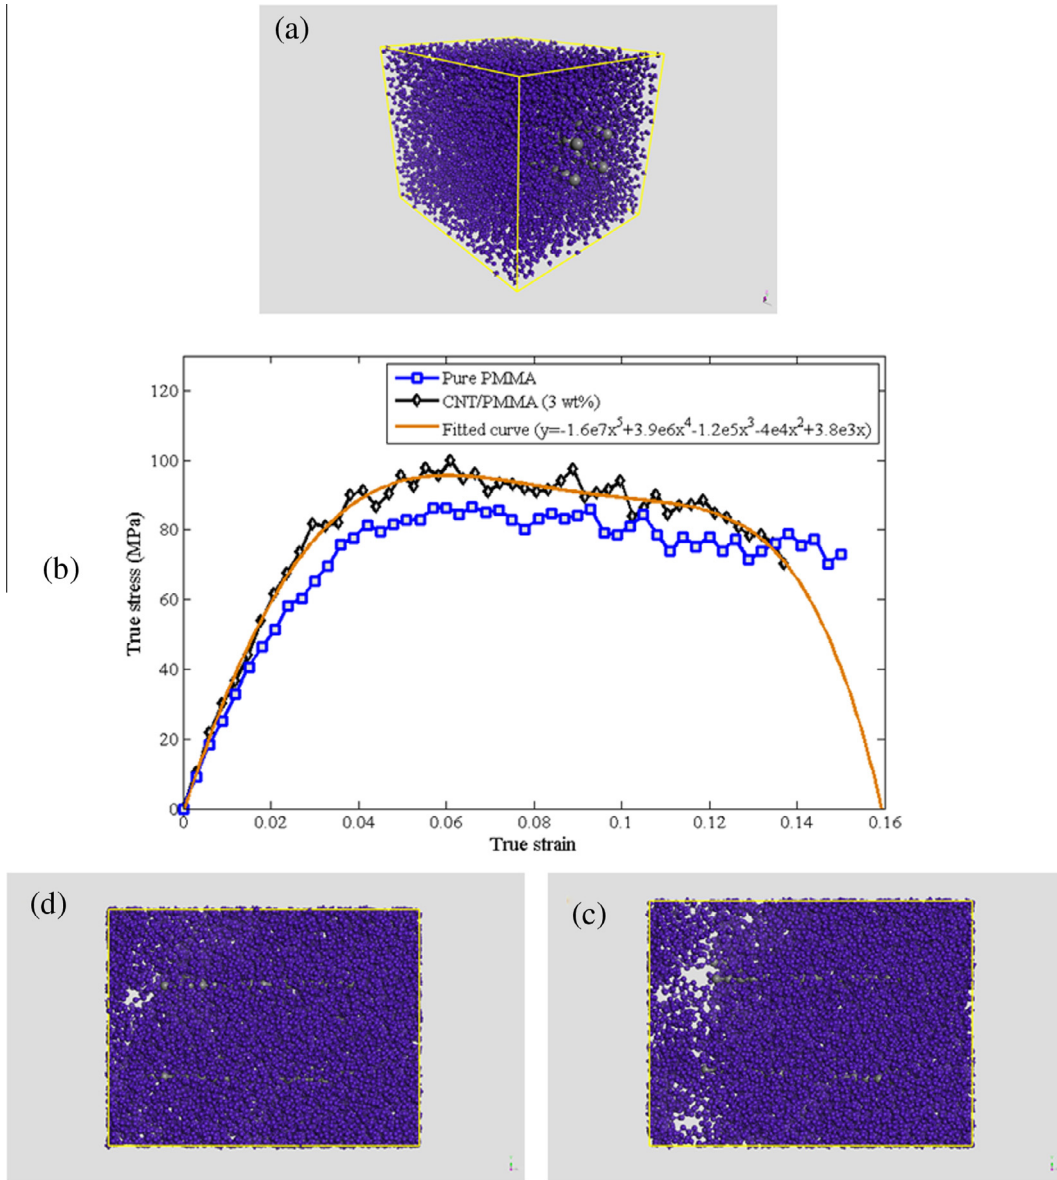 (a)
120
100
80
60
40
20
0
True stress (MPa)
Pure PMMA
CNT/PMMA (3 wt%)
Fitted curve (y=-1.6e7x^5+3.9e6x^4-1.2e5x^3-4e4x^2+3.8e3x)
(b)
0 0.02 0.04 0.06 0.08 0.1 0.12 0.14 0.16
True strain
(d)
(c)